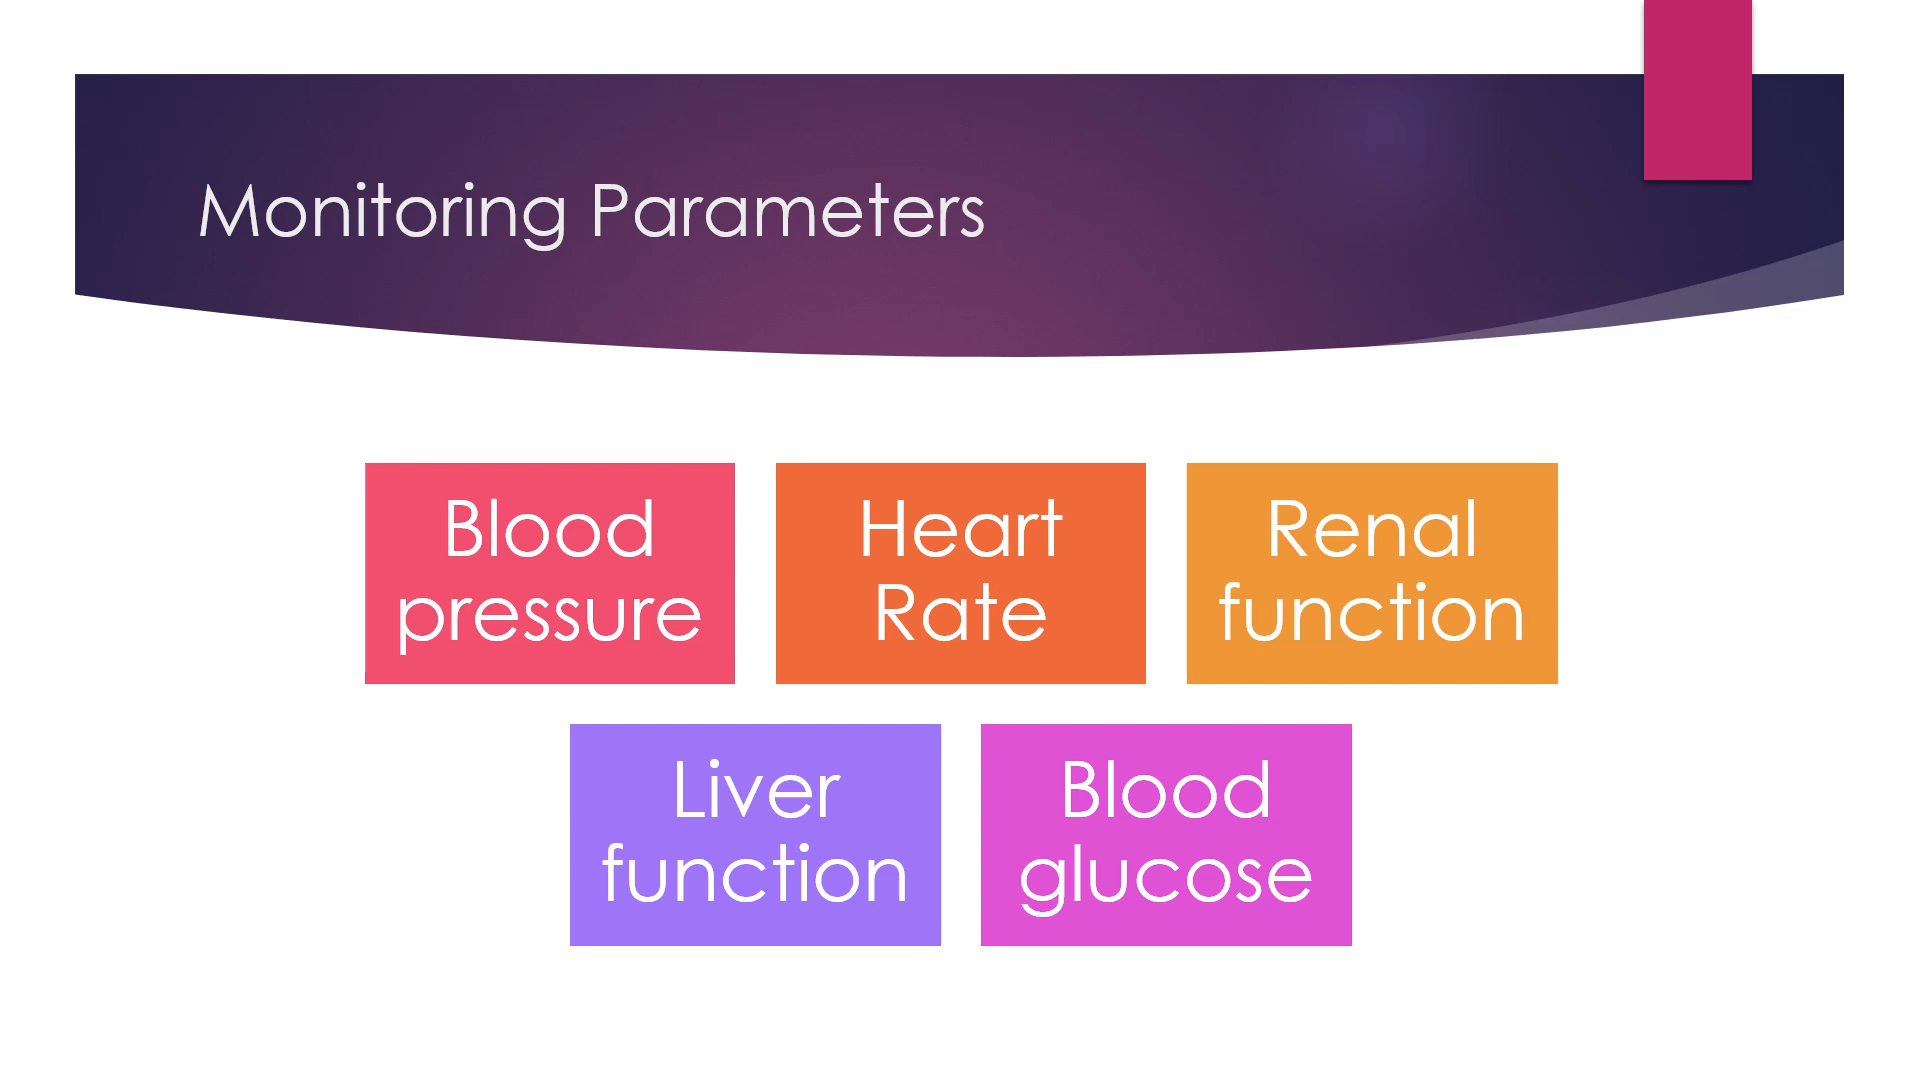 Monitoring Parameters
Blood
pressure
Heart
Rate
Renal
function
Liver
function
Blood
glucose